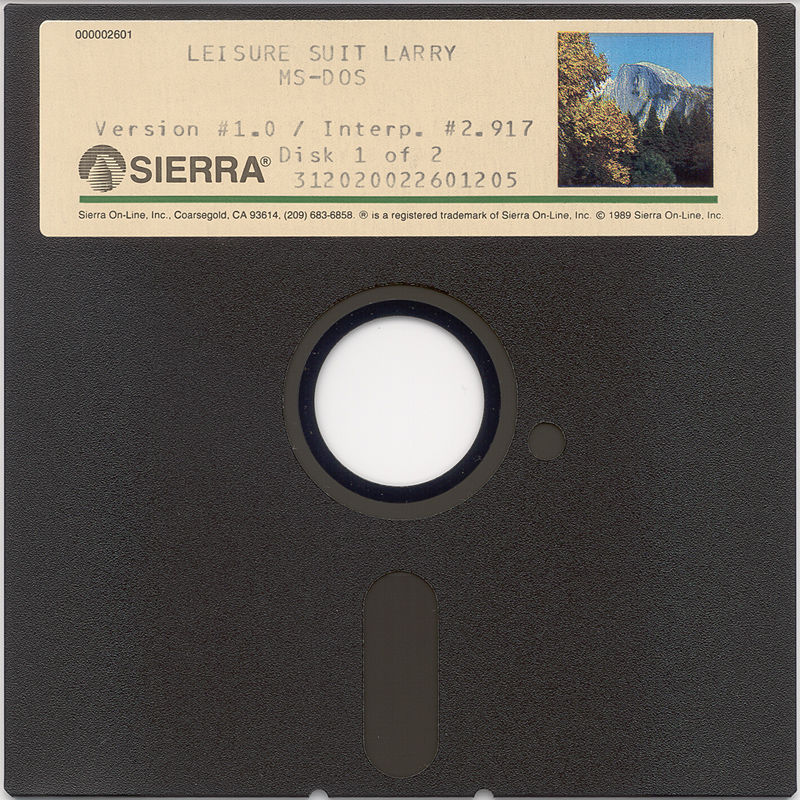 000002601
LEISURE SUIT LARRY
MS-DOS
Version #1.0 / Interp. #2.917
SIERRA® Disk 1 of 2
312020022601205
Sierra On-Line, Inc., Coarsegold, CA 93614, (209) 683-6858. ® is a registered trademark of Sierra On-Line, Inc. © 1989 Sierra On-Line, Inc.